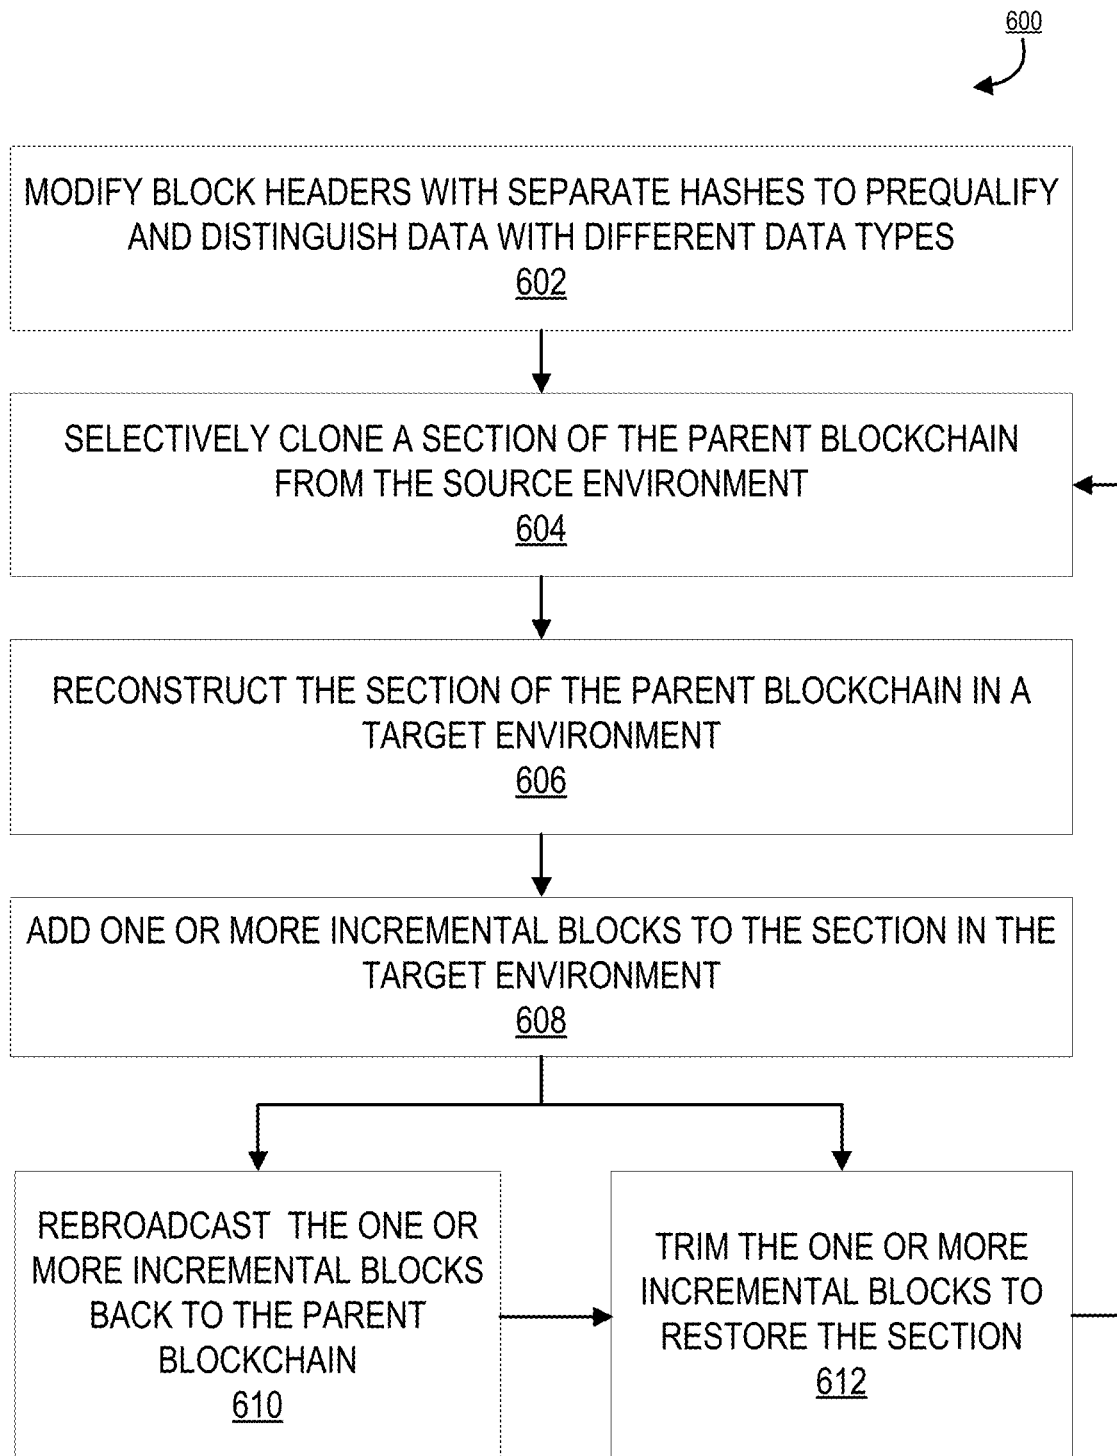 600
MODIFY BLOCK HEADERS WITH SEPARATE HASHES TO PREQUALIFY
AND DISTINGUISH DATA WITH DIFFERENT DATA TYPES
602
SELECTIVELY CLONE A SECTION OF THE PARENT BLOCKCHAIN
FROM THE SOURCE ENVIRONMENT
604
RECONSTRUCT THE SECTION OF THE PARENT BLOCKCHAIN IN A
TARGET ENVIRONMENT
606
ADD ONE OR MORE INCREMENTAL BLOCKS TO THE SECTION IN THE
TARGET ENVIRONMENT
608
REBROADCAST THE ONE OR
MORE INCREMENTAL BLOCKS
BACK TO THE PARENT
BLOCKCHAIN
610
TRIM THE ONE OR MORE
INCREMENTAL BLOCKS TO
RESTORE THE SECTION
612